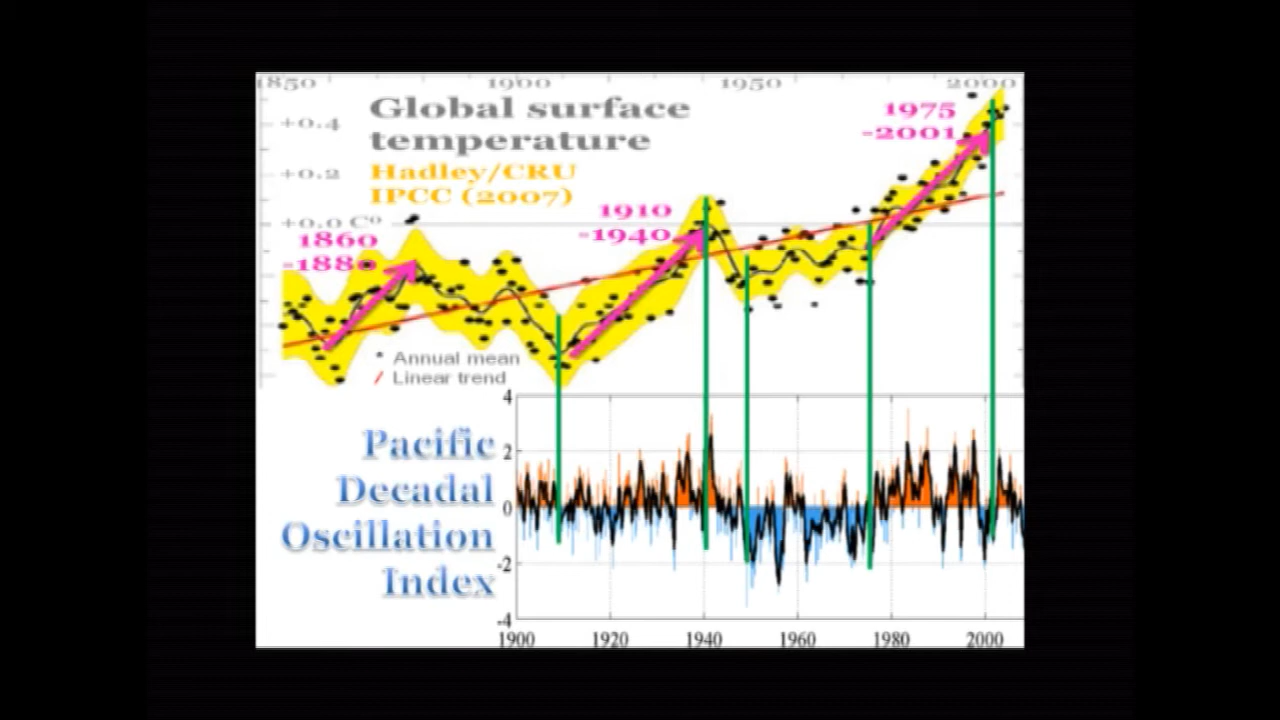 1850 1900 1950 2000
Global surface
temperature
Hadley/CRU
IPCC (2007)
+0.4
+0.2
+0.0 C°
1860
-1880
1910
-1940
1975
-2001
Annual mean
Linear trend
Pacific
Decadal
Oscillation
Index
4
2
0
-2
-4
1900 1920 1940 1960 1980 2000